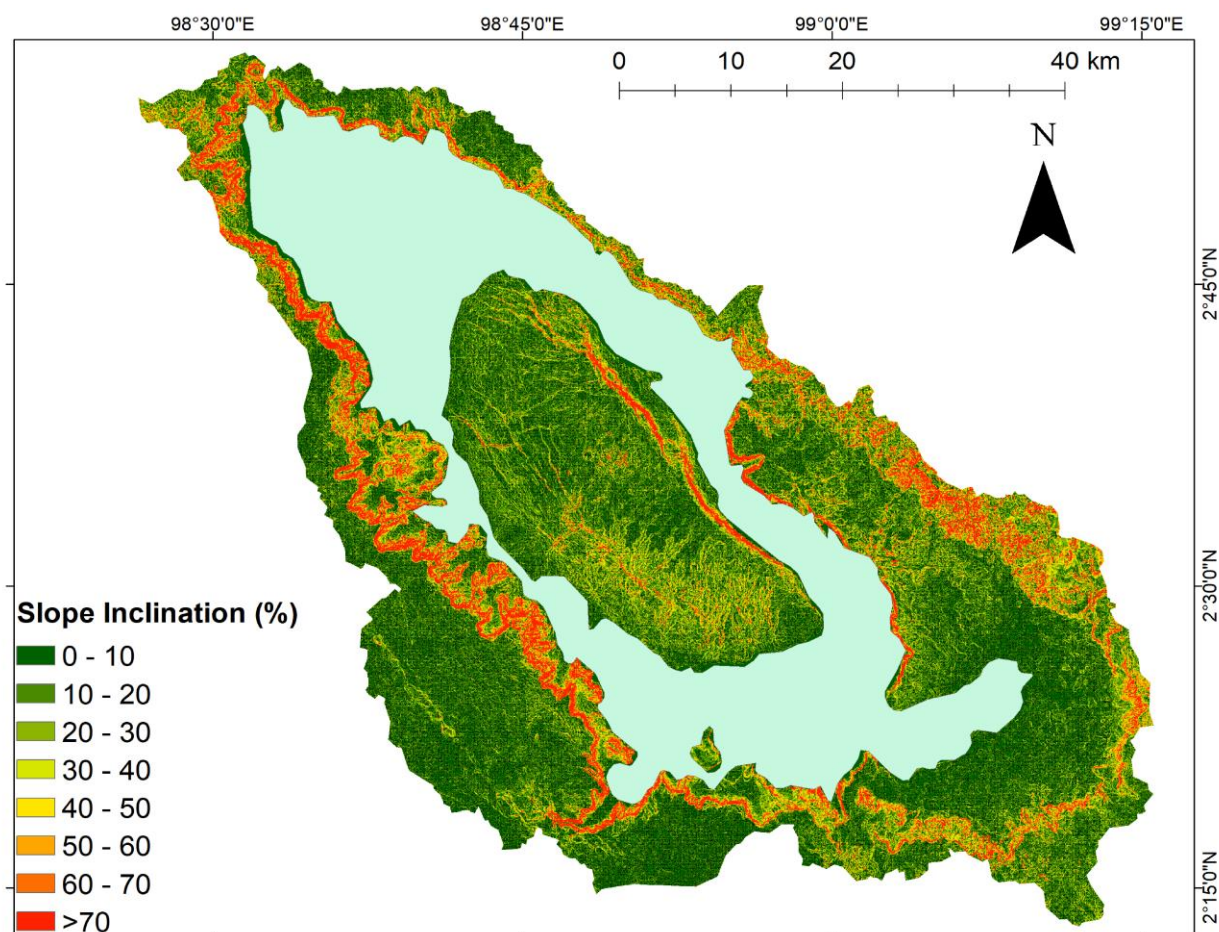 98°30'0"E 98°45'0"E 99°0'0"E 99°15'0"E
0 10 20 40 km
N
2°45'0"N
2°30'0"N
2°15'0"N
Slope Inclination (%)
0 - 10
10 - 20
20 - 30
30 - 40
40 - 50
50 - 60
60 - 70
>70